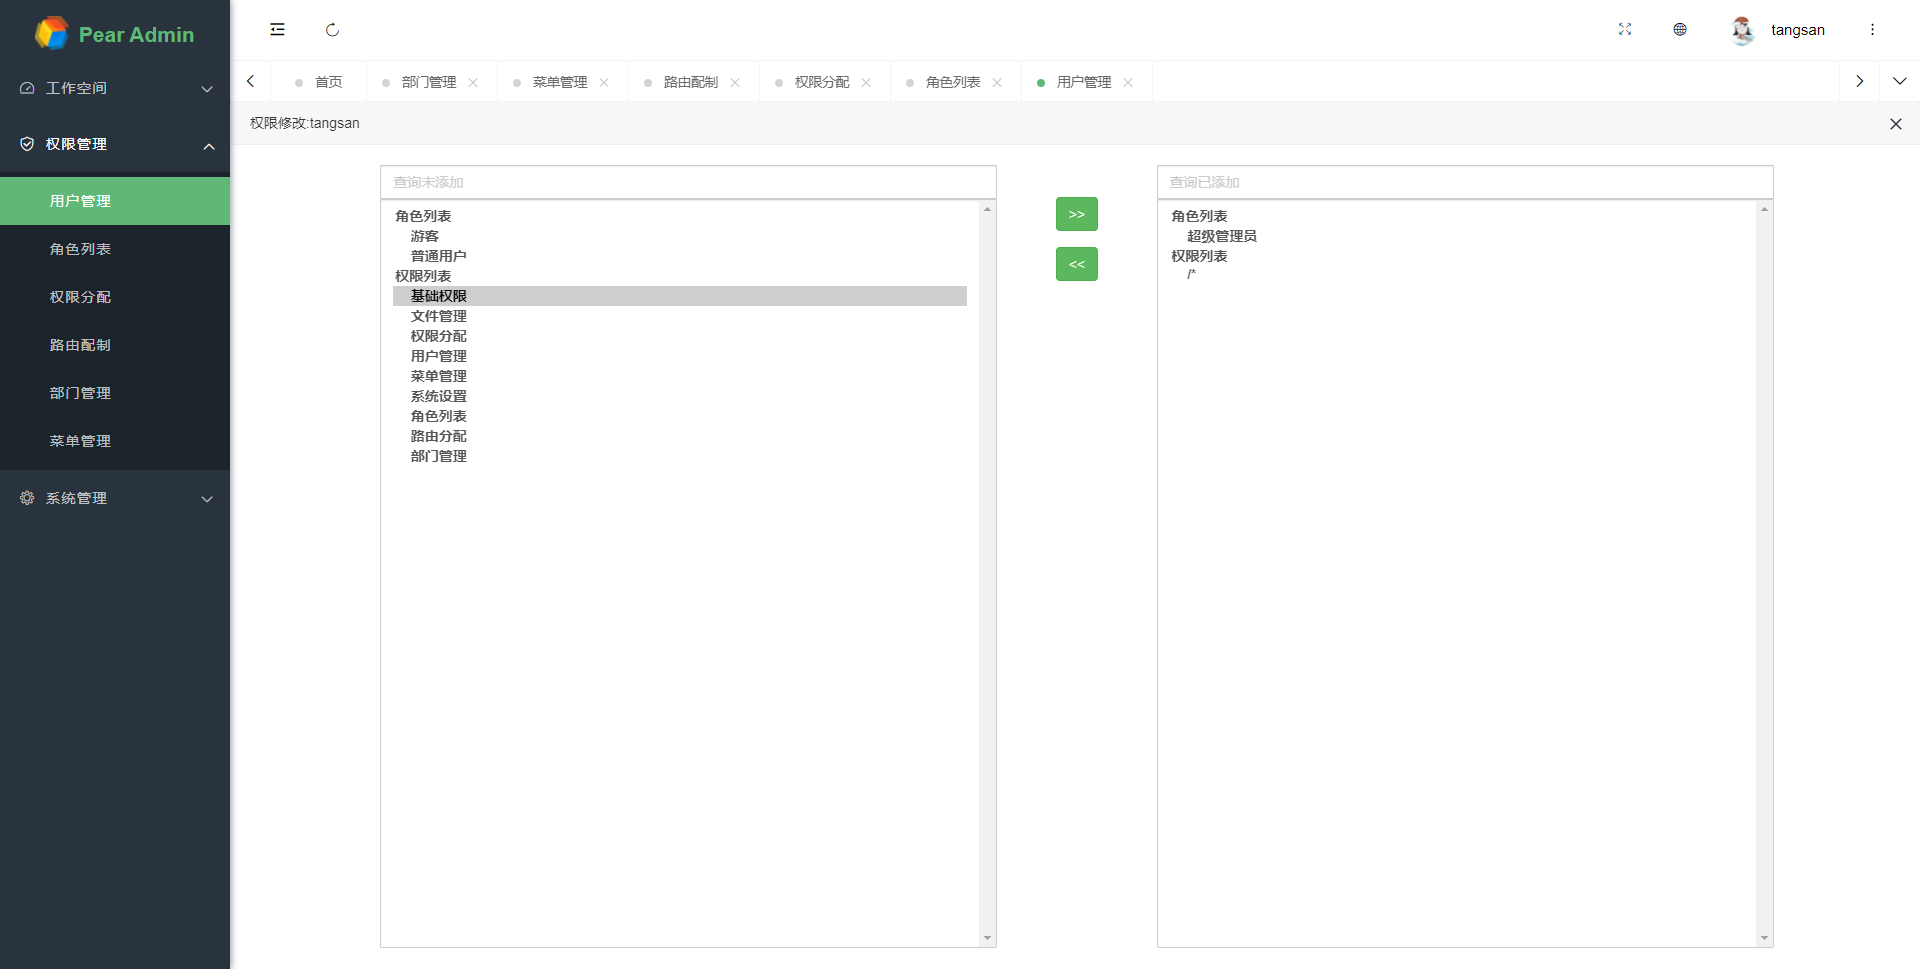 Pear Admin
工作空间
权限管理
用户管理
角色列表
权限分配
路由配制
部门管理
菜单管理
系统管理
tangsan
首页
部门管理
菜单管理
路由配制
权限分配
角色列表
用户管理
权限修改:tangsan
查询未添加
角色列表
游客
普通用户
权限列表
基础权限
文件管理
权限分配
用户管理
菜单管理
系统设置
角色列表
路由分配
部门管理
>>
<<
查询已添加
角色列表
超级管理员
权限列表
/*